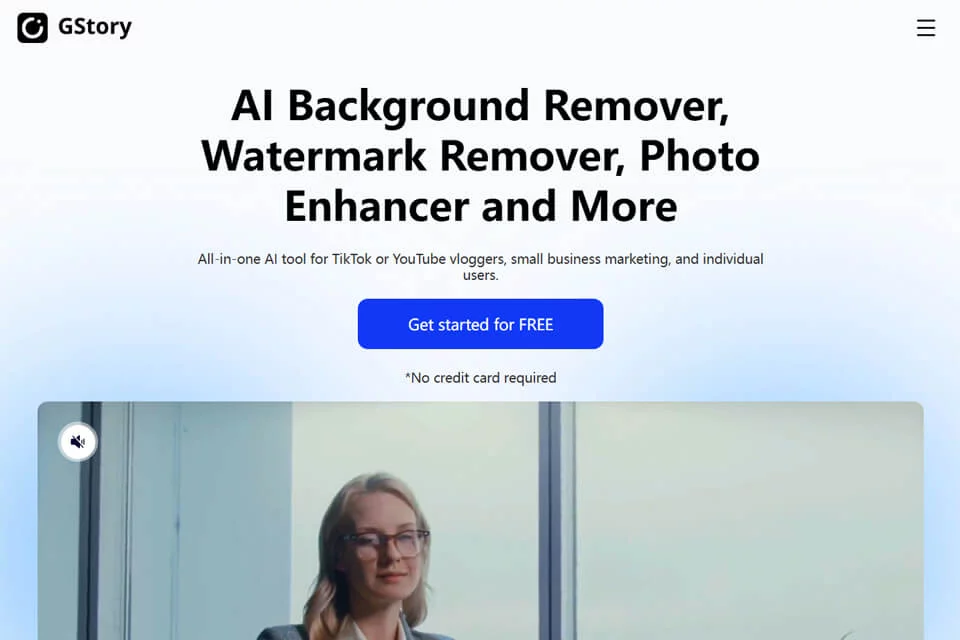 GStory
AI Background Remover,
Watermark Remover, Photo
Enhancer and More
All-in-one AI tool for TikTok or YouTube vloggers, small business marketing, and individual
users.
Get started for FREE
*No credit card required